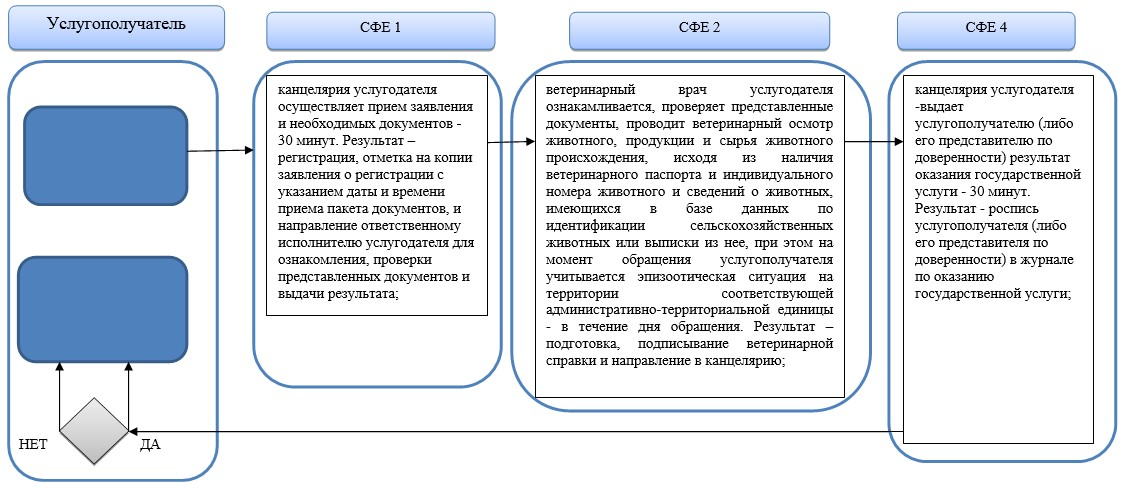 Услугополучатель
СФЕ 1
СФЕ 2
СФЕ 4
канцелярия услугодателя
осуществляет прием заявления
и необходимых документов -
30 минут. Результат –
регистрация, отметка на копии
заявления о регистрации с
указанием даты и времени
приема пакета документов, и
направление ответственному
исполнителю услугодателя для
ознакомления, проверки
представленных документов и
выдачи результата;
ветеринарный врач услугодателя
ознакамливается, проверяет представленные
документы, проводит ветеринарный осмотр
животного, продукции и сырья животного
происхождения, исходя из наличия
ветеринарного паспорта и индивидуального
номера животного и сведений о животных,
имеющихся в базе данных по
идентификации сельскохозяйственных
животных или выписки из нее, при этом на
момент обращения услугополучателя
учитывается эпизоотическая ситуация на
территории соответствующей
административно-территориальной единицы
- в течение дня обращения. Результат –
подготовка, подписывание ветеринарной
справки и направление в канцелярию;
канцелярия услугодателя
-выдает
услугополучателю (либо
его представителю по
доверенности) результат
оказания государственной
услуги - 30 минут.
Результат - роспись
услугополучателя (либо
его представителя по
доверенности) в журнале
по оказанию
государственной услуги;
НЕТ
ДА